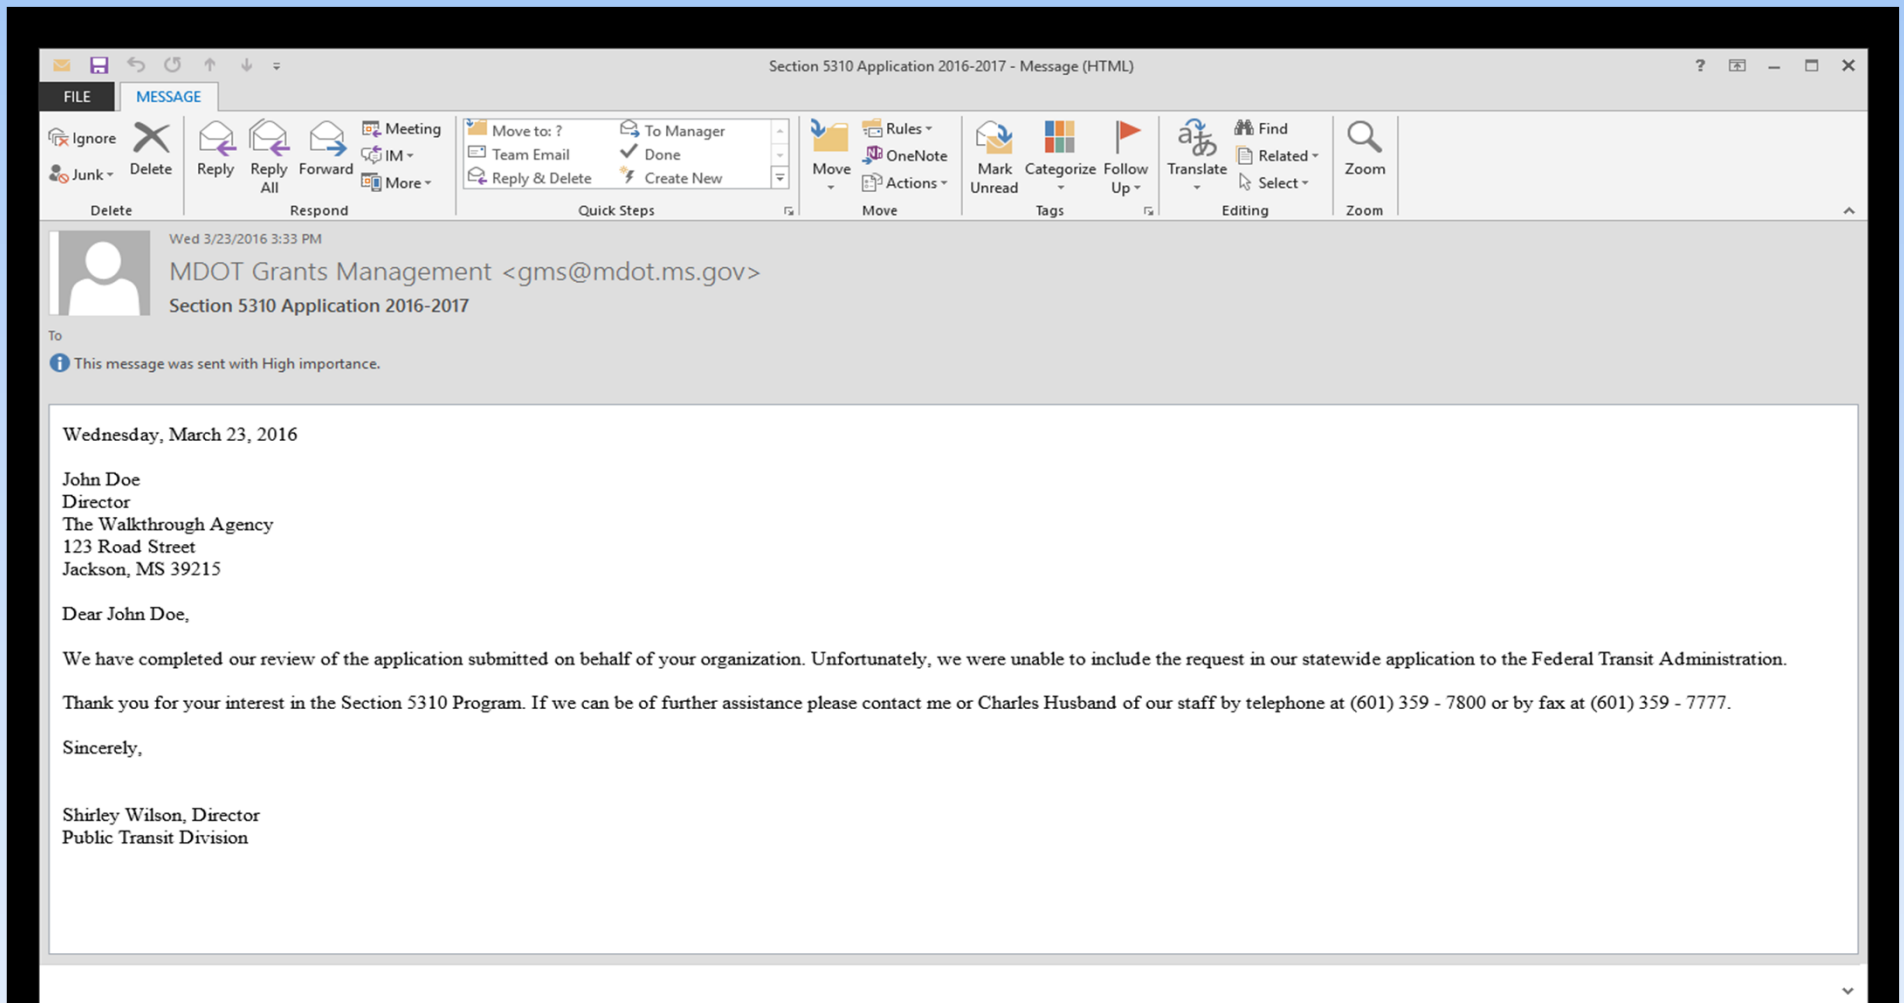 Section 5310 Application 2016-2017 - Message (HTML)
?
FILE
MESSAGE
Ignore
Junk
Delete
Delete
Reply
Reply All
Forward
Meeting
IM
More
Respond
Move to: ?
Team Email
Reply & Delete
To Manager
Done
Create New
Quick Steps
Move
Rules
OneNote
Actions
Move
Mark Unread
Categorize
Follow Up
Tags
Translate
Find
Related
Select
Editing
Zoom
Zoom
Wed 3/23/2016 3:33 PM
MDOT Grants Management <gms@mdot.ms.gov>
Section 5310 Application 2016-2017
To
This message was sent with High importance.
Wednesday, March 23, 2016
John Doe
Director
The Walkthrough Agency
123 Road Street
Jackson, MS 39215
Dear John Doe,
We have completed our review of the application submitted on behalf of your organization. Unfortunately, we were unable to include the request in our statewide application to the Federal Transit Administration.
Thank you for your interest in the Section 5310 Program. If we can be of further assistance please contact me or Charles Husband of our staff by telephone at (601) 359 - 7800 or by fax at (601) 359 - 7777.
Sincerely,
Shirley Wilson, Director
Public Transit Division